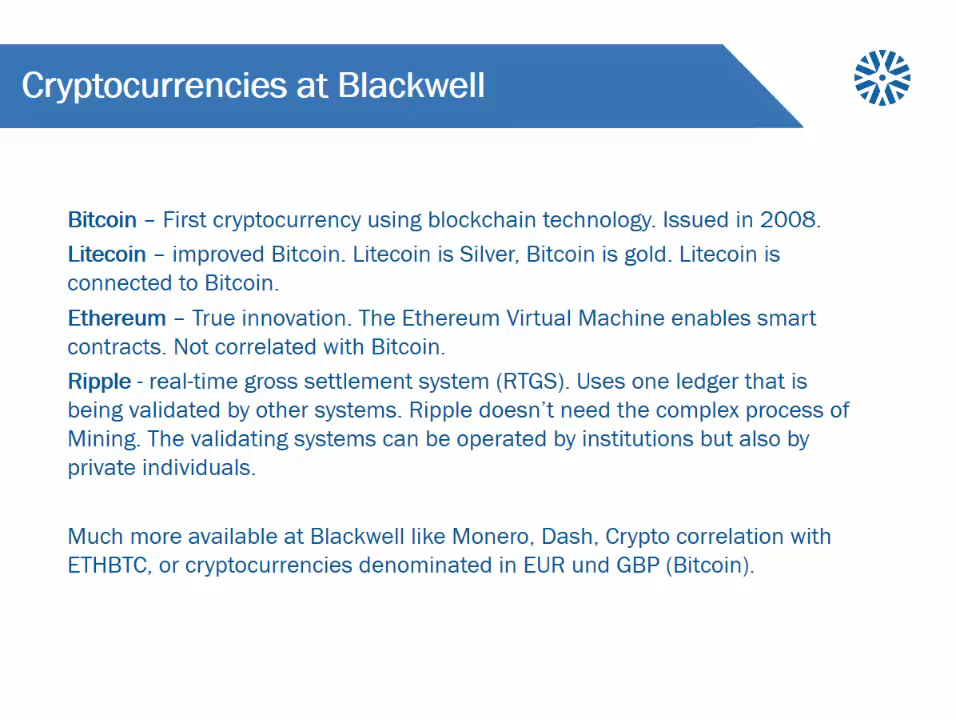 Cryptocurrencies at Blackwell
Bitcoin – First cryptocurrency using blockchain technology. Issued in 2008.
Litecoin – improved Bitcoin. Litecoin is Silver, Bitcoin is gold. Litecoin is
connected to Bitcoin.
Ethereum – True innovation. The Ethereum Virtual Machine enables smart
contracts. Not correlated with Bitcoin.
Ripple - real-time gross settlement system (RTGS). Uses one ledger that is
being validated by other systems. Ripple doesn’t need the complex process of
Mining. The validating systems can be operated by institutions but also by
private individuals.
Much more available at Blackwell like Monero, Dash, Crypto correlation with
ETHBTC, or cryptocurrencies denominated in EUR und GBP (Bitcoin).